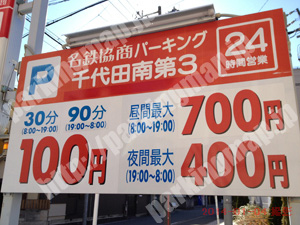 名鉄協商パーキング
P 千代田南第3
24
時間営業
30分 90分 昼間最大 700円
(8:00~19:00) (19:00~8:00) (8:00~19:00)
100円 夜間最大 400円
(19:00~8:00)